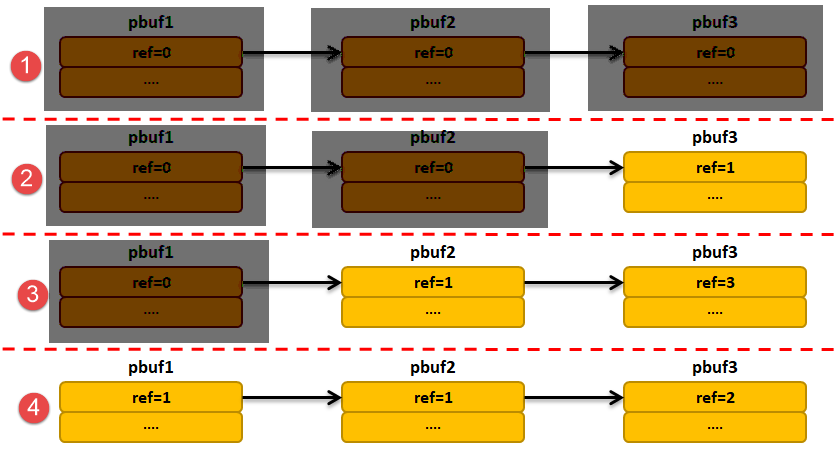 pbuf1 pbuf2 pbuf3
1 ref=0 ref=0 ref=0
.... .... ....
pbuf1 pbuf2 pbuf3
2 ref=0 ref=0 ref=1
.... .... ....
pbuf1 pbuf2 pbuf3
3 ref=0 ref=1 ref=3
.... .... ....
pbuf1 pbuf2 pbuf3
4 ref=1 ref=1 ref=2
.... .... ....